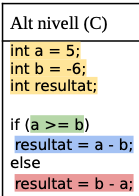 Alt nivell (C)
int a = 5;
int b = -6;
int resultat;
if (a >= b)
resultat = a - b;
else
resultat = b - a;